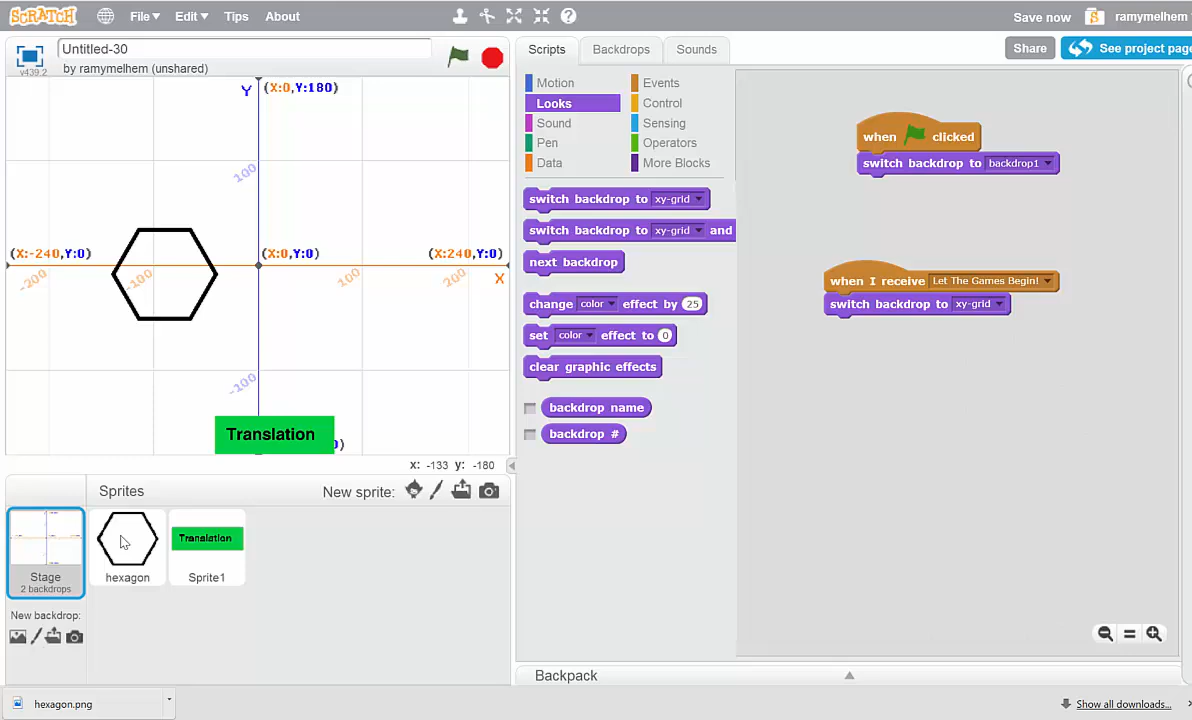 SCRATCH File▼ Edit▼ Tips About Save now ramymelhem
Untitled-30
v439.2 by ramymelhem (unshared)
Scripts Backdrops Sounds Share See project page
Motion Events
Looks Control
Sound Sensing
Pen Operators
Data More Blocks
switch backdrop to xy-grid
switch backdrop to xy-grid and
next backdrop
change color effect by 25
set color effect to 0
clear graphic effects
backdrop name
backdrop #
when clicked
switch backdrop to backdrop1
when I receive Let The Games Begin!
switch backdrop to xy-grid
Y (X:0,Y:180)
100
(X:-240,Y:0) (X:0,Y:0) (X:240,Y:0)
-200 -100 100 200 X
-100
Translation
x: -133 y: -180
Sprites New sprite:
Translation
Stage hexagon Sprite1
2 backdrops
New backdrop:
Backpack
hexagon.png Show all downloads...